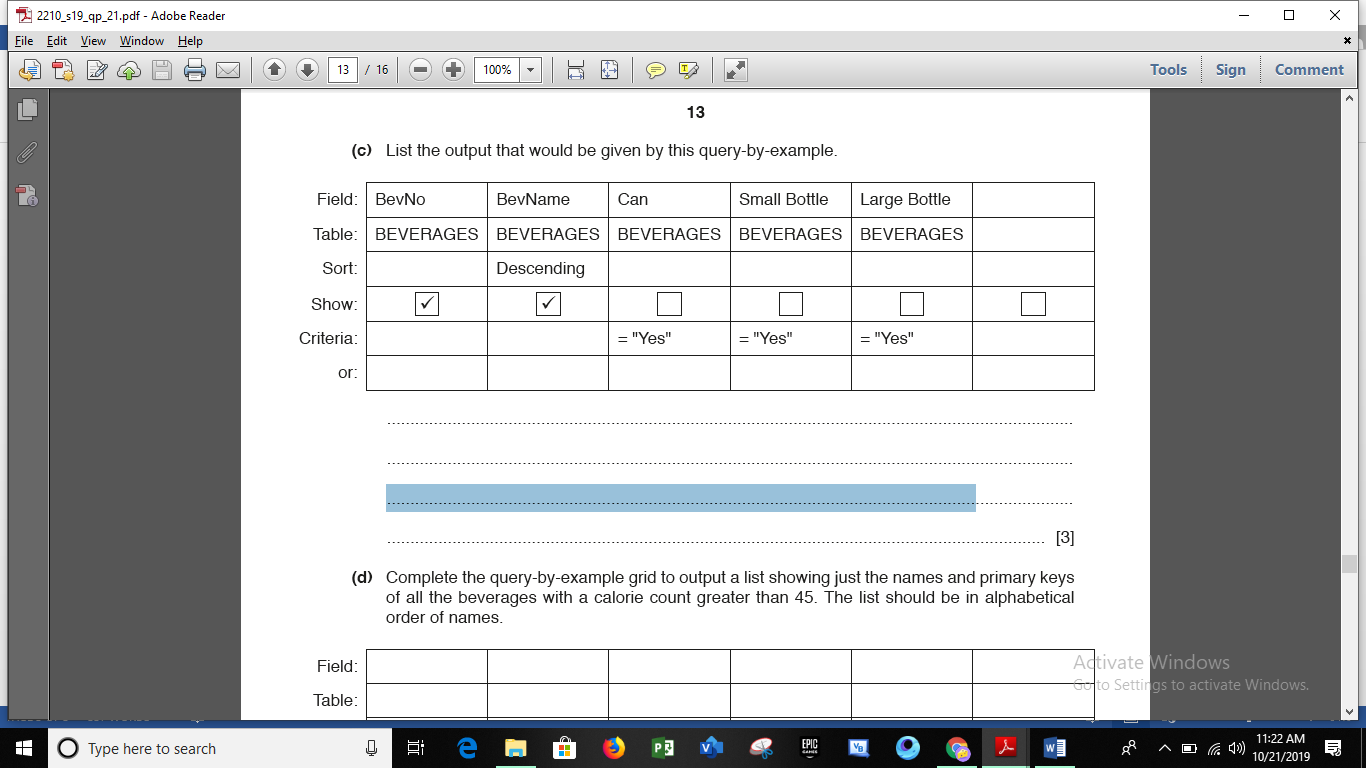 2210_s19_qp_21.pdf - Adobe Reader
File Edit View Window Help
13 / 16 100% Tools Sign Comment
13
(c) List the output that would be given by this query-by-example.
Field: BevNo BevName Can Small Bottle Large Bottle
Table: BEVERAGES BEVERAGES BEVERAGES BEVERAGES BEVERAGES
Sort: Descending
Show: ✓ ✓
Criteria: = "Yes" = "Yes" = "Yes"
or:
[3]
(d) Complete the query-by-example grid to output a list showing just the names and primary keys
of all the beverages with a calorie count greater than 45. The list should be in alphabetical
order of names.
Field:
Table:
Activate Windows
Go to Settings to activate Windows.
Type here to search
EPIC GAMES
11:22 AM
10/21/2019